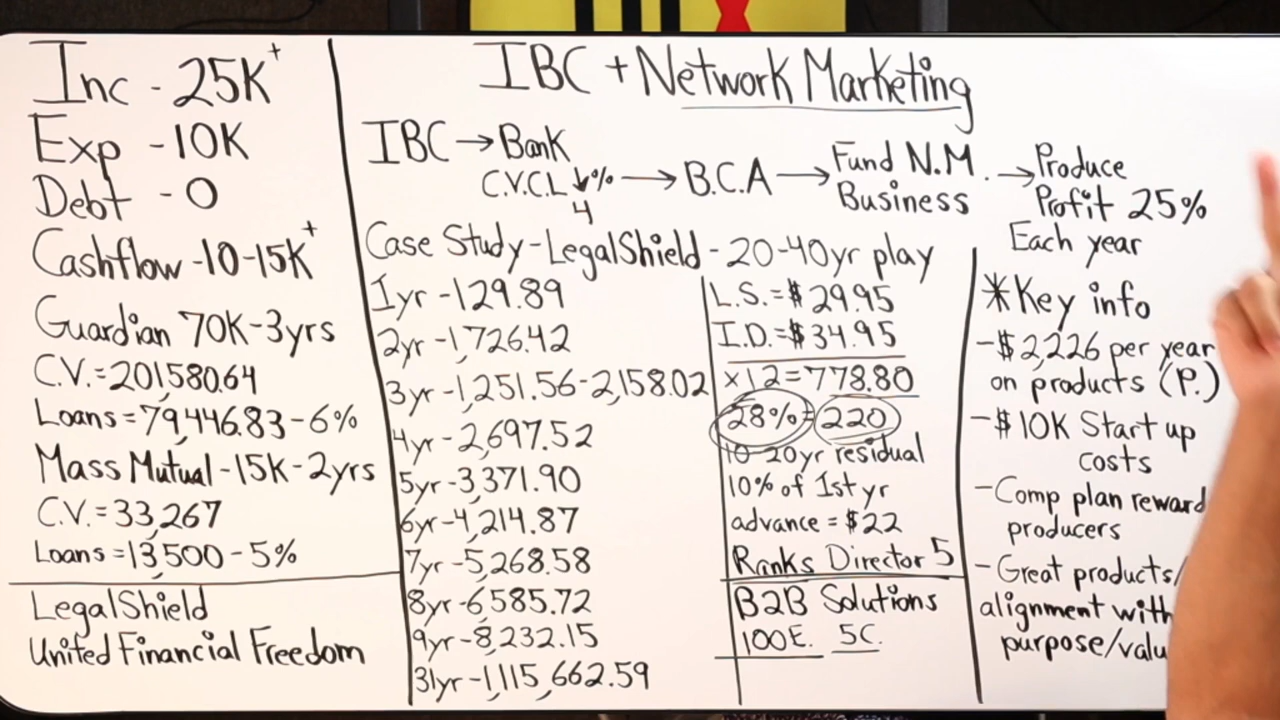 Inc - 25K+
Exp - 10K
Debt - 0
Cashflow - 10-15K+
Guardian 70K - 3yrs
C.V. = 201,580.64
Loans = 79,446.83 - 6%
Mass Mutual - 15K - 2yrs
C.V. = 33,267
Loans = 13,500 - 5%
LegalShield
United Financial Freedom
IBC + Network Marketing
IBC → Bank
C.V.C.L ↓% → B.C.A → Fund N.M. Business → Produce
4
Profit 25%
Each year
Case Study - LegalShield - 20-40yr play
1yr - 129.89
2yr - 1,726.42
3yr - 1,251.56 - 2,158.02
4yr - 2,697.52
5yr - 3,371.90
6yr - 4,214.87
7yr - 5,268.58
8yr - 6,585.72
9yr - 8,232.15
31yr - 1,115,662.59
L.S. = $29.95
I.D. = $34.95
x12 = 778.80
28% = 220
10-20yr residual
10% of 1st yr
advance = $22
Ranks Director 5
B2B Solutions
100E. 5C.
*Key info
- $2,226 per year
on products (P.)
- $10K Start up
costs
- Comp plan reward
producers
- Great products/
alignment with
purpose/valu